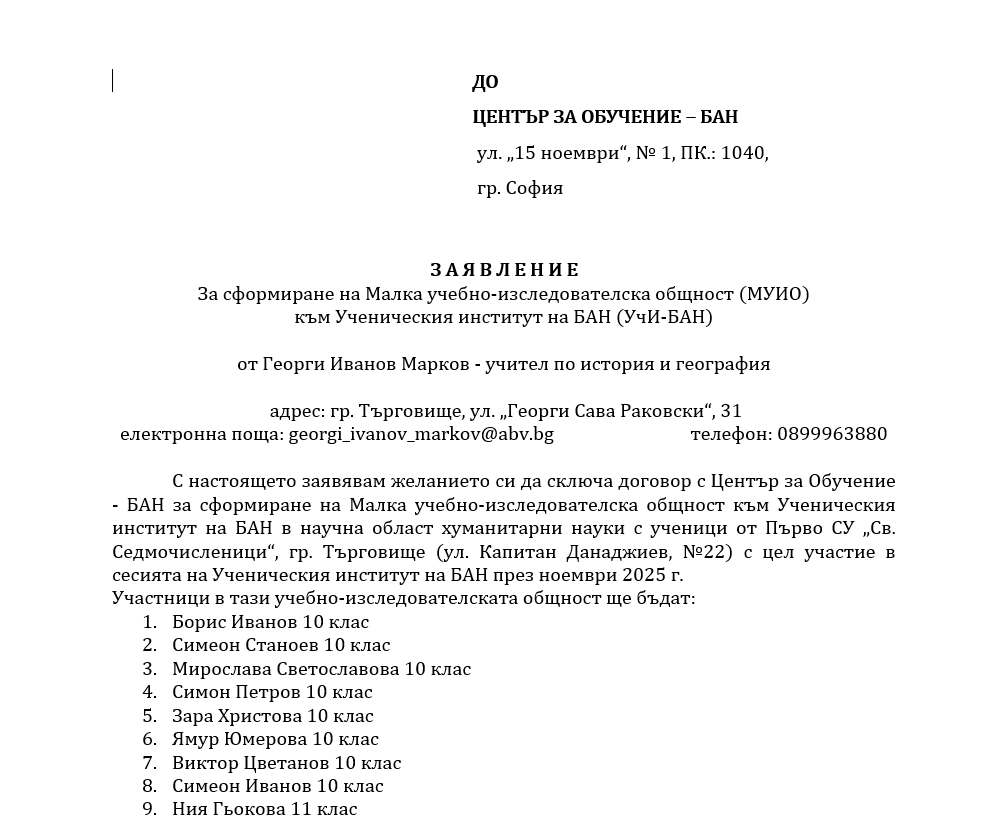 ДО
ЦЕНТЪР ЗА ОБУЧЕНИЕ – БАН
ул. „15 ноември“, № 1, ПК.: 1040,
гр. София
З А Я В Л Е Н И Е
За сформиране на Малка учебно-изследователска общност (МУИО)
към Ученическия институт на БАН (УчИ-БАН)
от Георги Иванов Марков - учител по история и география
адрес: гр. Търговище, ул. „Георги Сава Раковски“, 31
електронна поща: georgi_ivanov_markov@abv.bg телефон: 0899963880
С настоящето заявявам желанието си да сключа договор с Център за Обучение
- БАН за сформиране на Малка учебно-изследователска общност към Ученическия
институт на БАН в научна област хуманитарни науки с ученици от Първо СУ „Св.
Седмочисленици“, гр. Търговище (ул. Капитан Данаджиев, №22) с цел участие в
сесията на Ученическия институт на БАН през ноември 2025 г.
Участници в тази учебно-изследователската общност ще бъдат:
1. Борис Иванов 10 клас
2. Симеон Станоев 10 клас
3. Мирослава Светославова 10 клас
4. Симон Петров 10 клас
5. Зара Христова 10 клас
6. Ямур Юмерова 10 клас
7. Виктор Цветанов 10 клас
8. Симеон Иванов 10 клас
9. Ния Гьокова 11 клас